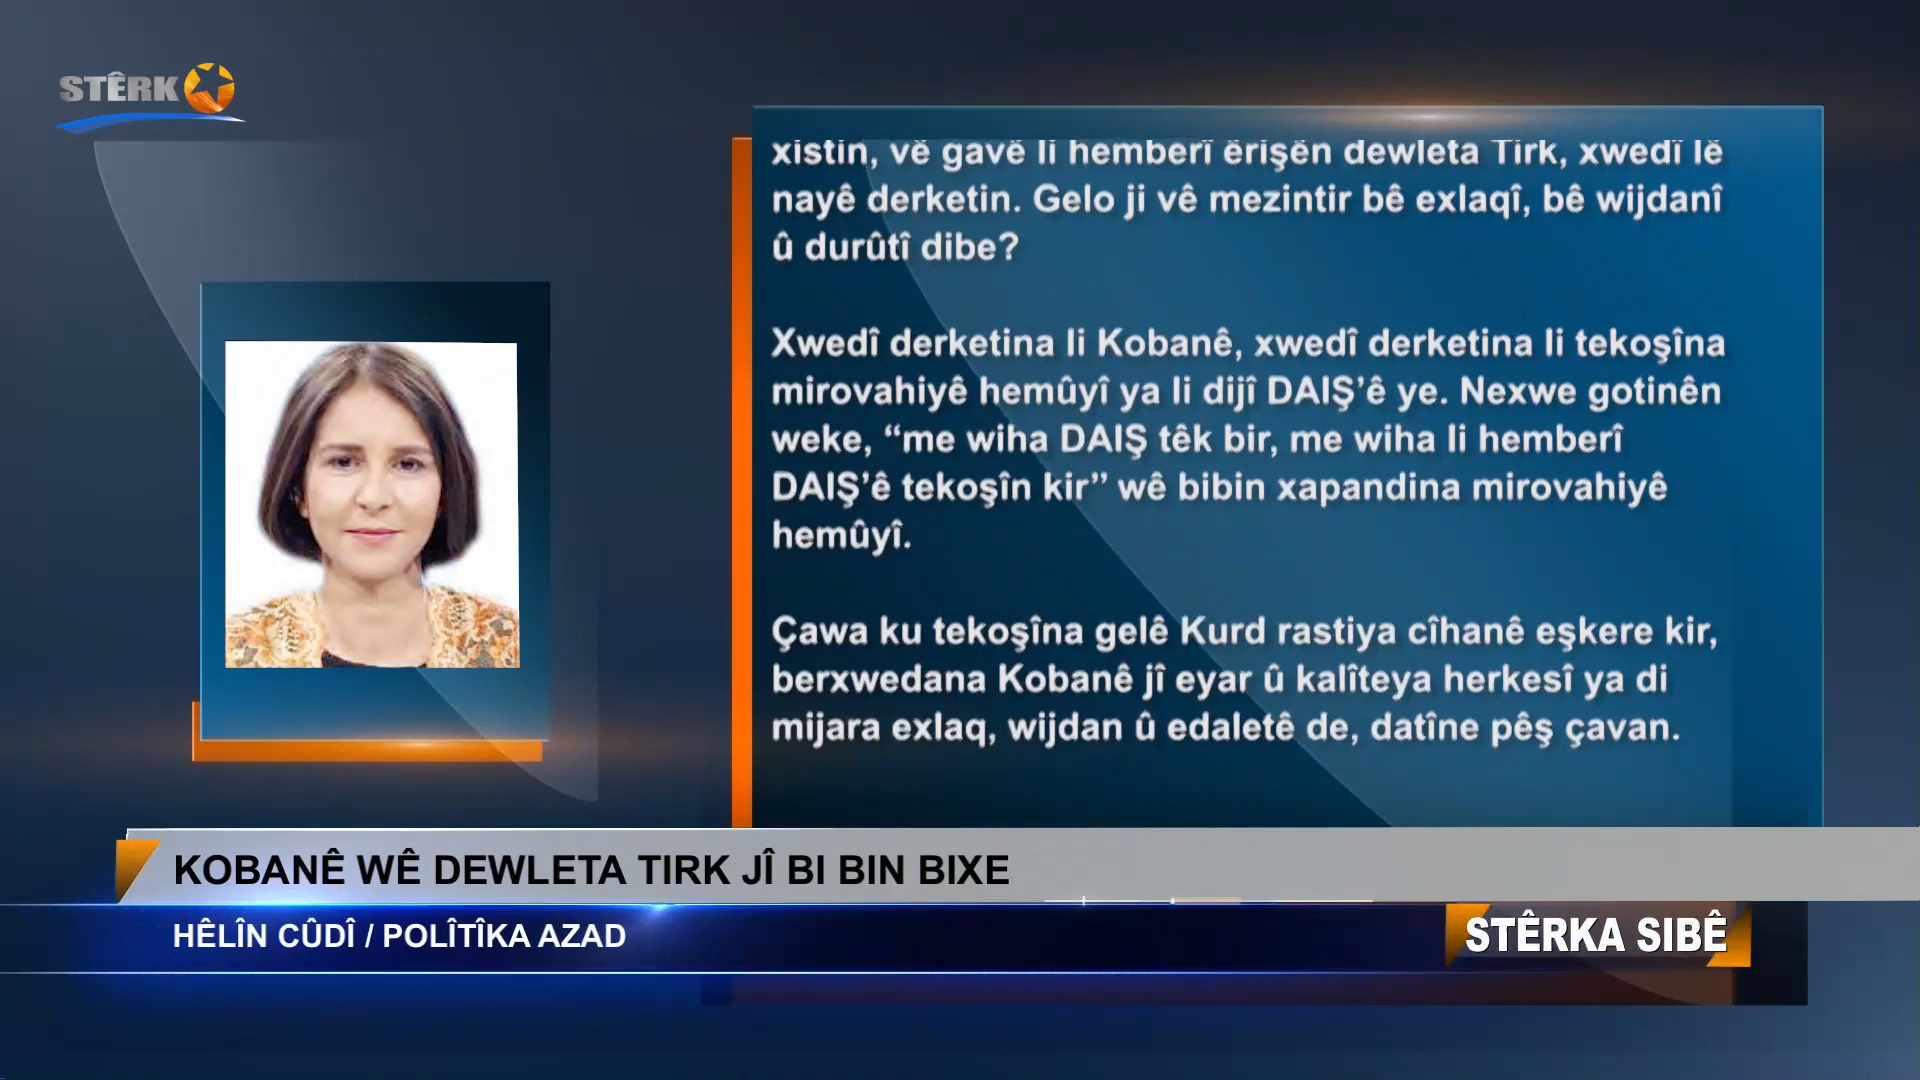 STÊRK
xistin, vê gavê li hemberî êrişên dewleta Tirk, xwedî lê
nayê derketin. Gelo ji vê mezintir bê exlaqî, bê wijdanî
û durûtî dibe?
Xwedî derketina li Kobanê, xwedî derketina li tekoşîna
mirovahiyê hemûyî ya li dijî DAIŞ’ê ye. Nexwe gotinên
weke, “me wiha DAIŞ têk bir, me wiha li hemberî
DAIŞ’ê tekoşîn kir” wê bibin xapandina mirovahiyê
hemûyî.
Çawa ku tekoşîna gelê Kurd rastiya cîhanê eşkere kir,
berxwedana Kobanê jî eyar û kalîteya herkesî ya di
mijara exlaq, wijdan û edaletê de, datîne pêş çavan.
KOBANÊ WÊ DEWLETA TIRK JÎ BI BIN BIXE
HÊLÎN CÛDÎ / POLÎTÎKA AZAD
STÊRKA SIBÊ